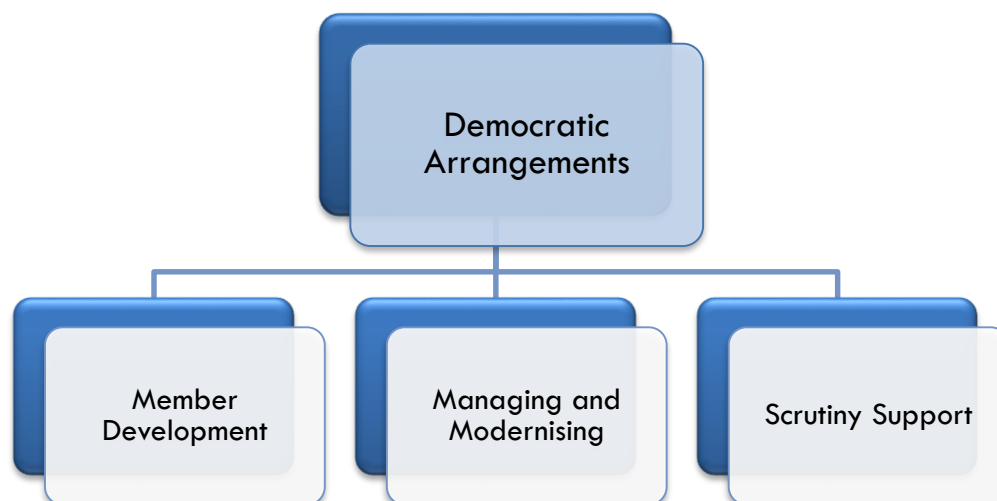 Democratic
Arrangements
Member
Development
Managing and
Modernising
Scrutiny Support